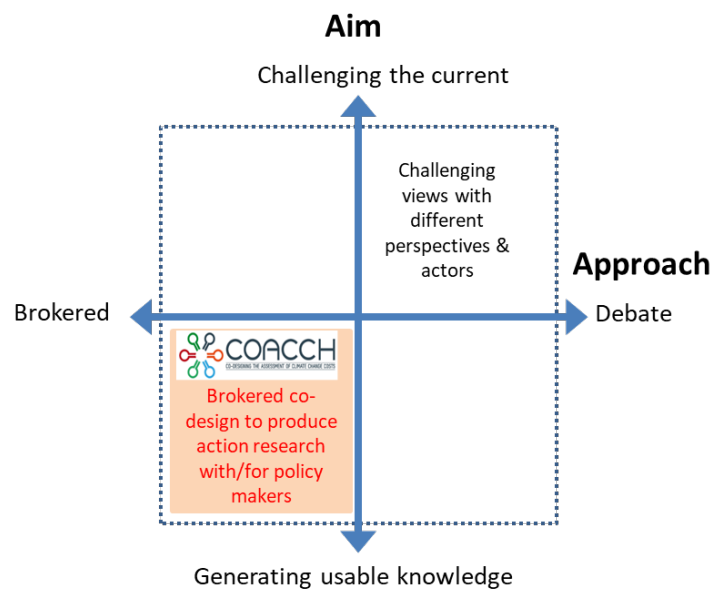 Aim
Challenging the current
Challenging
views with
different
perspectives &
actors
Approach
Brokered
Debate
COACCH
CO-DESIGNING THE ASSESSMENT OF CLIMATE CHANGE COSTS
Brokered co-
design to produce
action research
with/for policy
makers
Generating usable knowledge